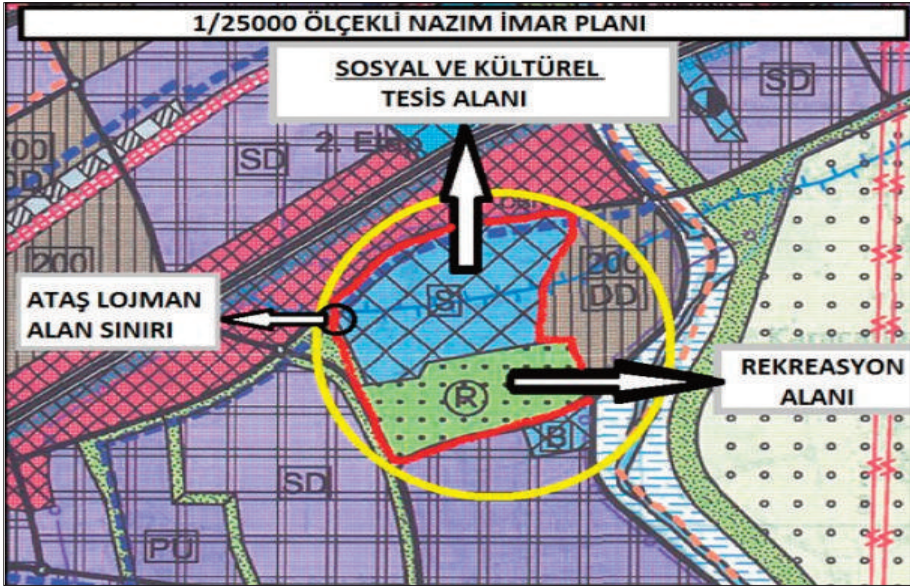 1/25000 ÖLÇEKLİ NAZIM İMAR PLANI
SOSYAL VE KÜLTÜREL
TESİS ALANI
SD
2. Etap
SD
200
DD
200
200
DD
S
ATAŞ LOJMAN
ALAN SINIRI
REKREASYON
ALANI
R
B
SD
PÜ